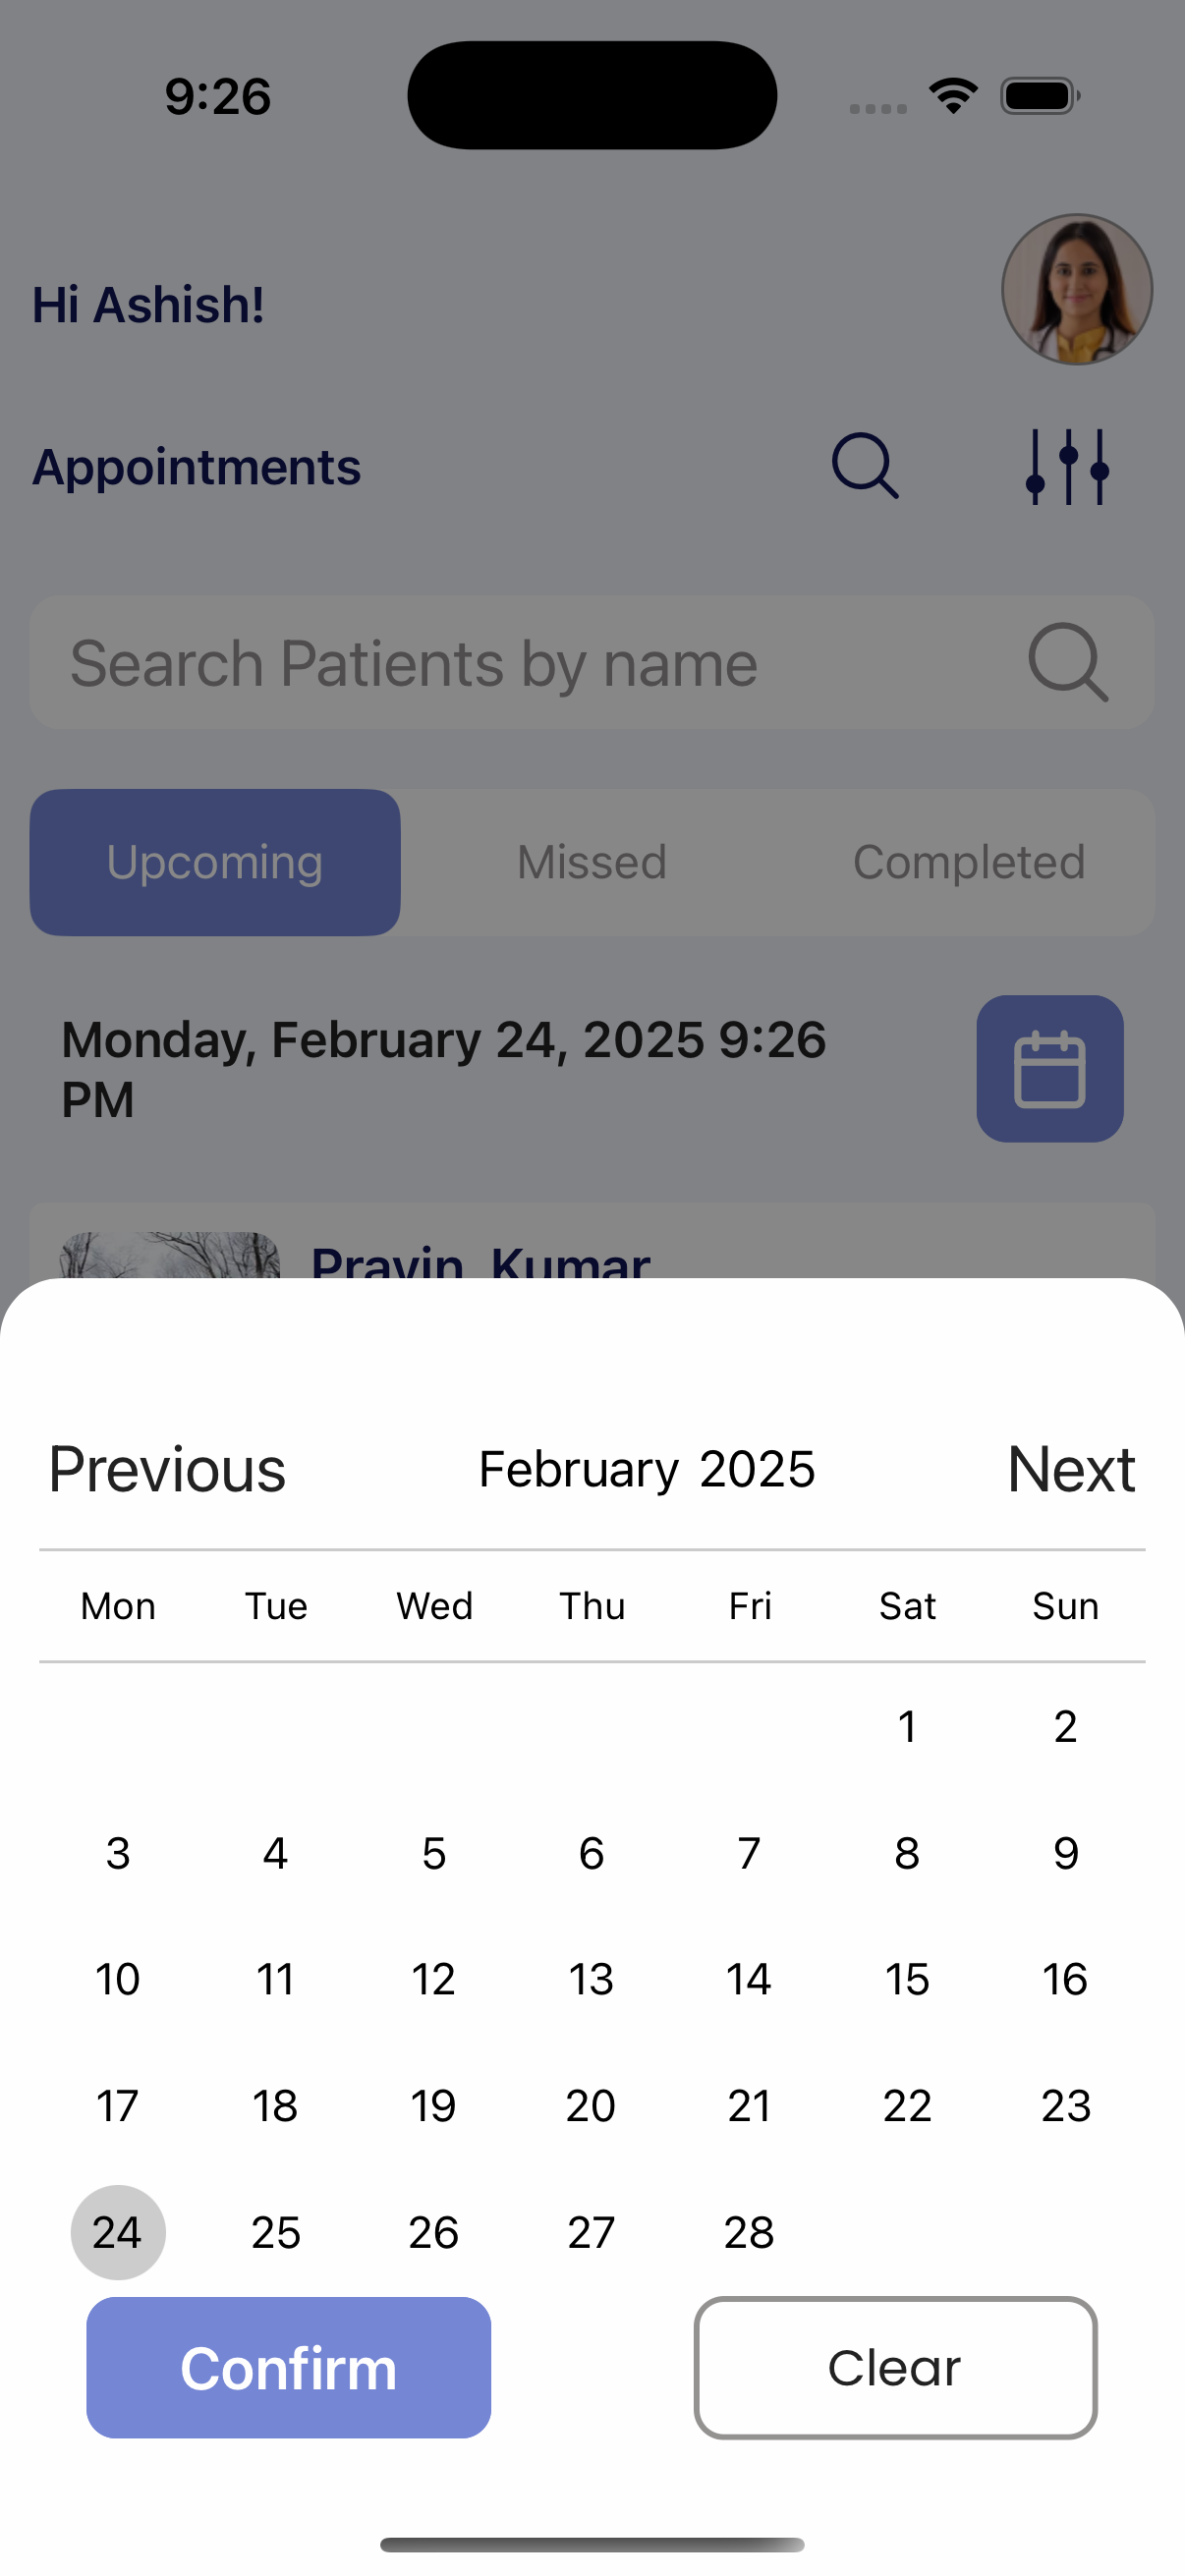 9:26
Hi Ashish!
Appointments
Search Patients by name
Upcoming Missed Completed
Monday, February 24, 2025 9:26
PM
Pravin Kumar
Previous February 2025 Next
Mon Tue Wed Thu Fri Sat Sun
1 2
3 4 5 6 7 8 9
10 11 12 13 14 15 16
17 18 19 20 21 22 23
24 25 26 27 28
Confirm Clear